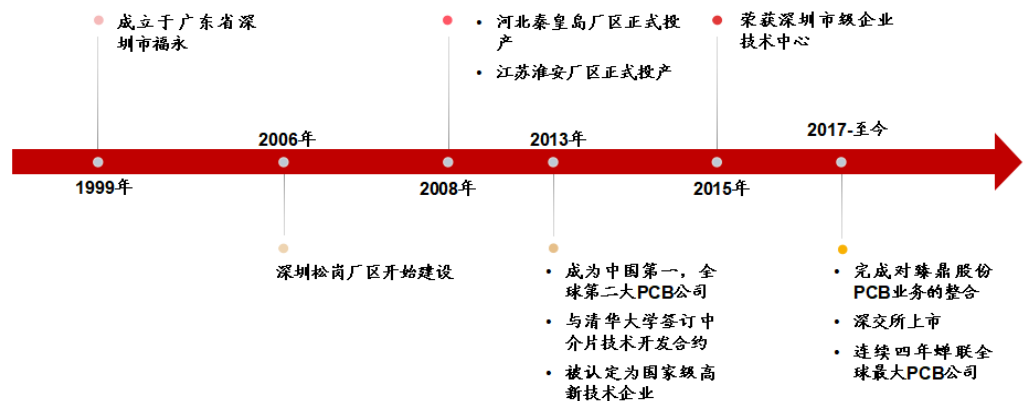 成立于广东省深
圳市福永
• 河北秦皇岛厂区正式投
产
• 江苏淮安厂区正式投产
荣获深圳市级企业
技术中心
2006年
2013年
2017-至今
1999年
2008年
2015年
深圳松岗厂区开始建设
• 成为中国第一，全
球第二大PCB公司
• 与清华大学签订中
介片技术开发合约
• 被认定为国家级高
新技术企业
• 完成对臻鼎股份
PCB业务的整合
• 深交所上市
• 连续四年蝉联全
球最大PCB公司